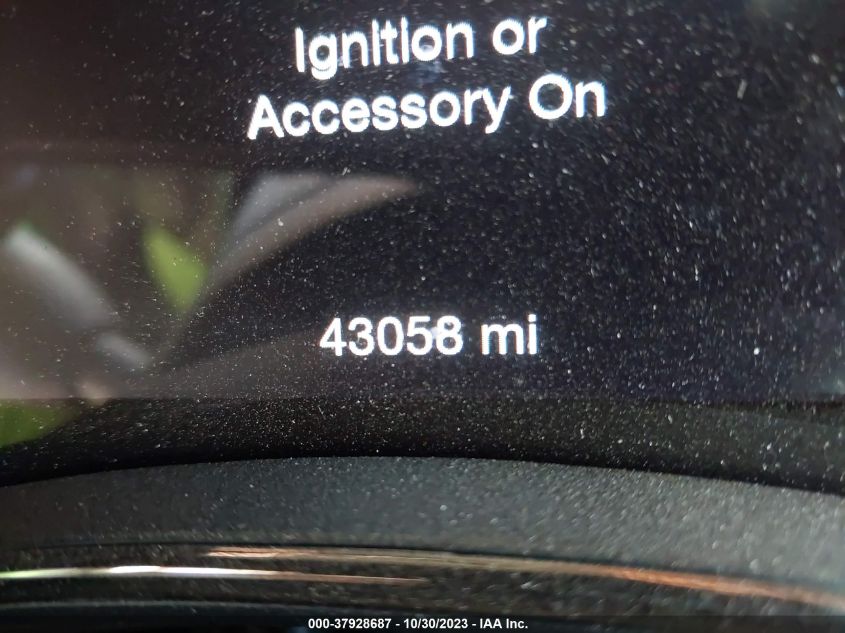 Ignition or
Accessory On
43058 mi
000-37928687 - 10/30/2023 - IAA Inc.